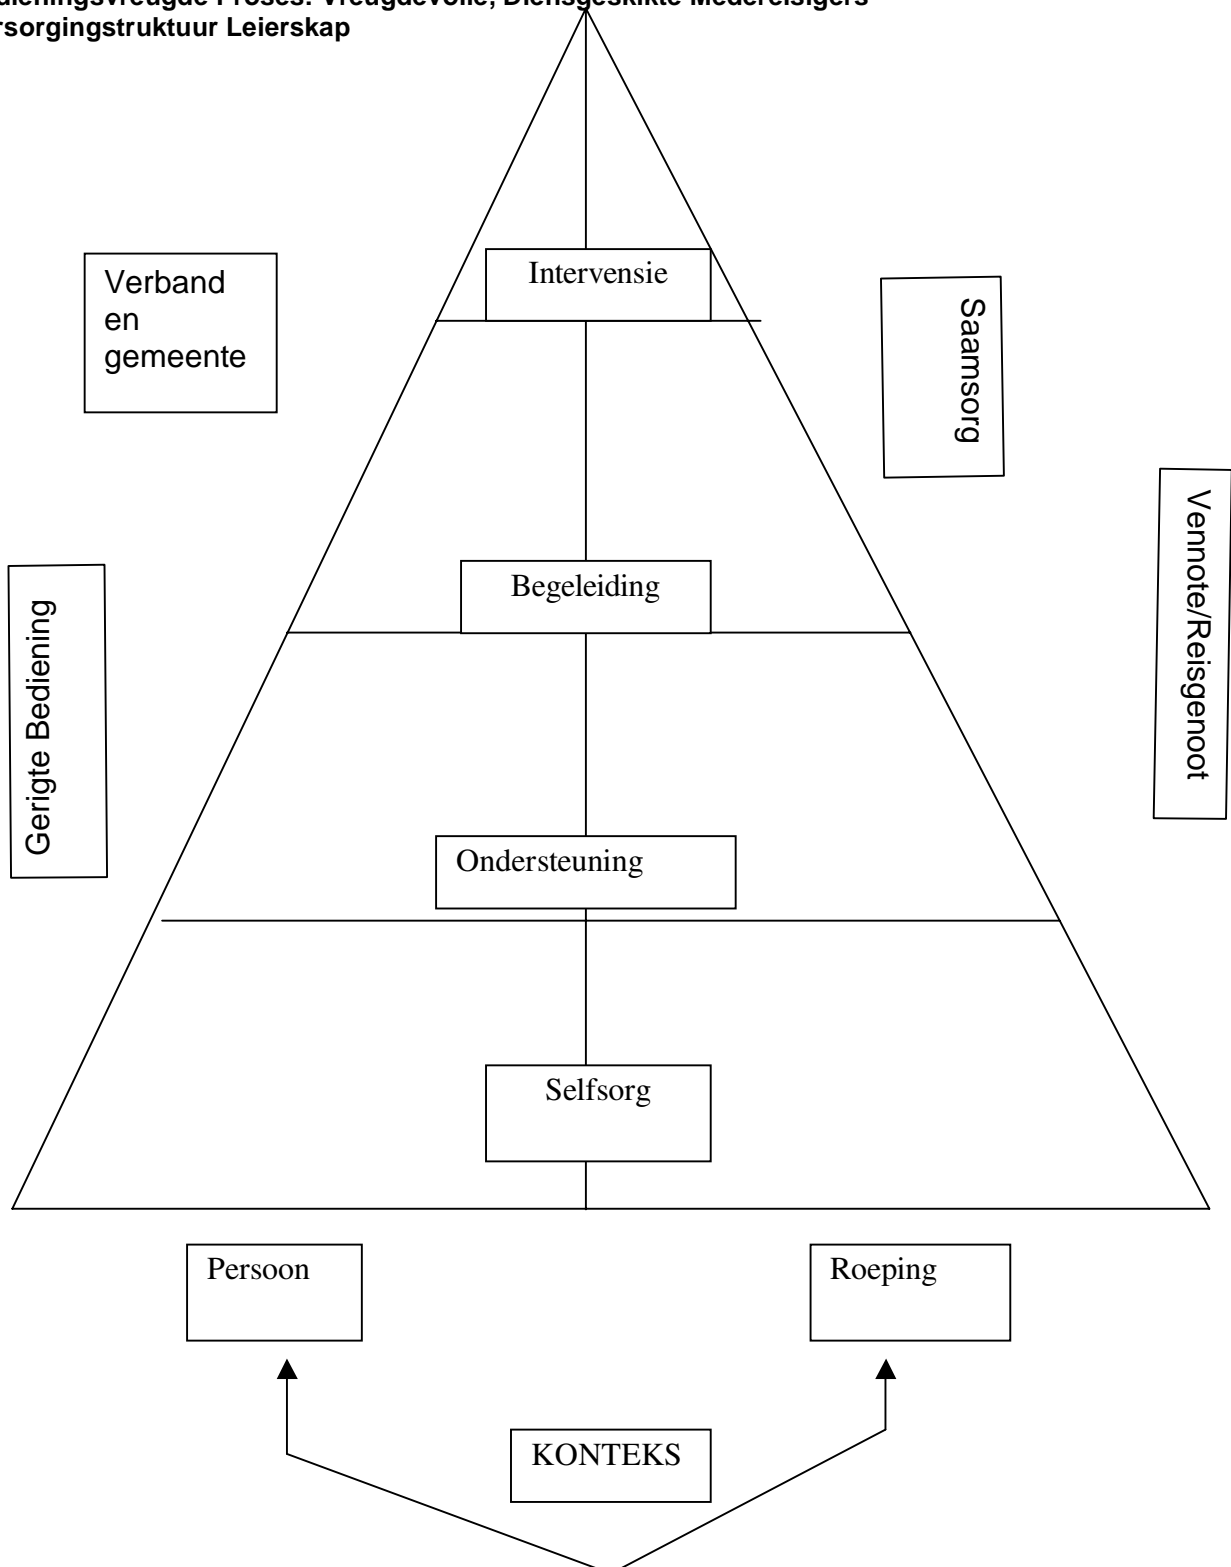 Proses: Vreugdevolle, Diensgeskikte Medereisigers
Leierskap
Intervensie
Verband
en
gemeente
Saamsorg
Vennote/Reisgenoot
Begeleiding
Gerigte Bediening
Ondersteuning
Selfsorg
Persoon
Roeping
KONTEKS